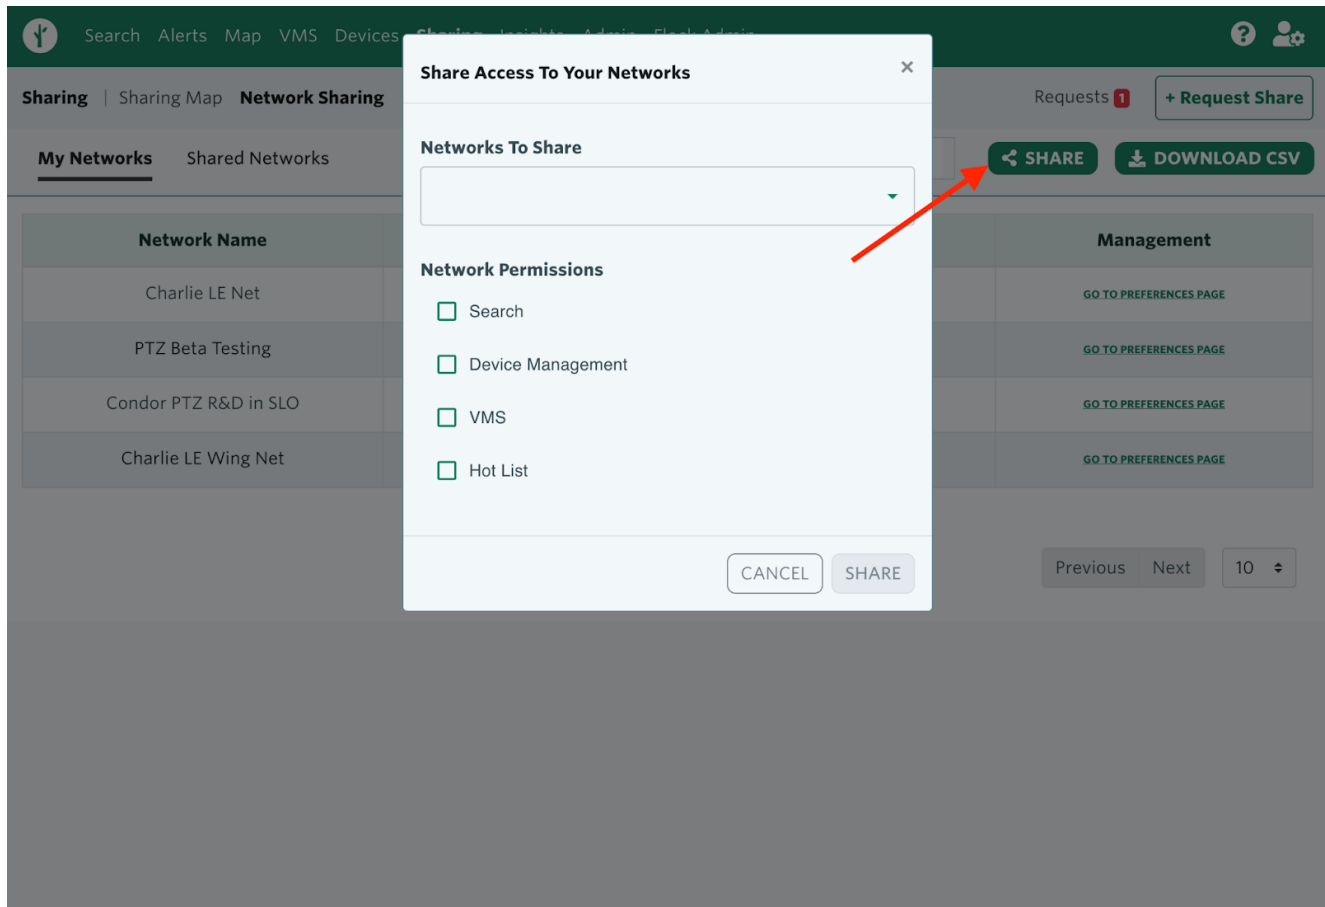 Search Alerts Map VMS Devices
Share Access To Your Networks
×
Sharing | Sharing Map Network Sharing
Requests 1 + Request Share
My Networks Shared Networks
SHARE DOWNLOAD CSV
Networks To Share
Network Name
Management
Network Permissions
Charlie LE Net
GO TO PREFERENCES PAGE
Search
PTZ Beta Testing
GO TO PREFERENCES PAGE
Device Management
Condor PTZ R&D in SLO
GO TO PREFERENCES PAGE
VMS
Charlie LE Wing Net
GO TO PREFERENCES PAGE
Hot List
CANCEL SHARE
Previous Next 10